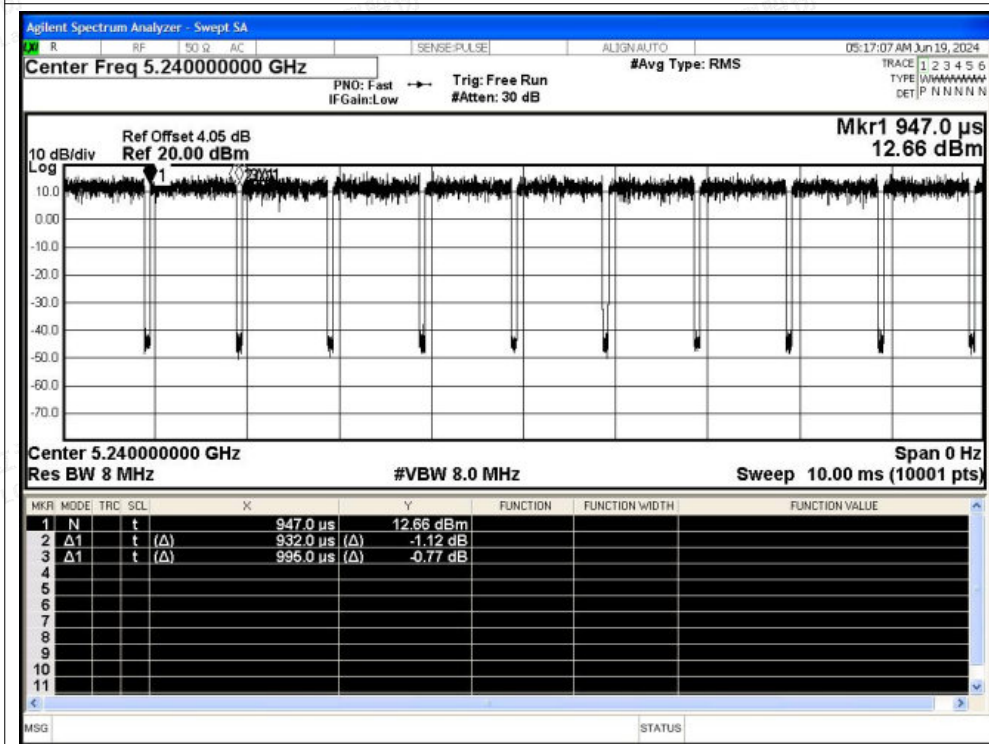 Agilent Spectrum Analyzer - Swept SA
LXI R RF 50 Ω AC SENSE:PULSE ALIGNAUTO 05:17:07 AM Jun 19, 2024
Center Freq 5.240000000 GHz
#Avg Type: RMS
TRACE 1 2 3 4 5 6
PNO: Fast
Trig: Free Run
TYPE
IFGain:Low
#Atten: 30 dB
DET P N N N N N
Mkr1 947.0 µs
Ref Offset 4.05 dB
10 dB/div Ref 20.00 dBm
12.66 dBm
Log
1
10.0
0.00
-10.0
-20.0
-30.0
-40.0
-50.0
-60.0
-70.0
Center 5.240000000 GHz Span 0 Hz
Res BW 8 MHz #VBW 8.0 MHz Sweep 10.00 ms (10001 pts)
MKR MODE TRC SCL X Y FUNCTION FUNCTION WIDTH FUNCTION VALUE
1 N t 947.0 µs 12.66 dBm
2 Δ1 t (Δ) 932.0 µs (Δ) -1.12 dB
3 Δ1 t (Δ) 995.0 µs (Δ) -0.77 dB
4
5
6
7
8
9
10
11
MSG STATUS